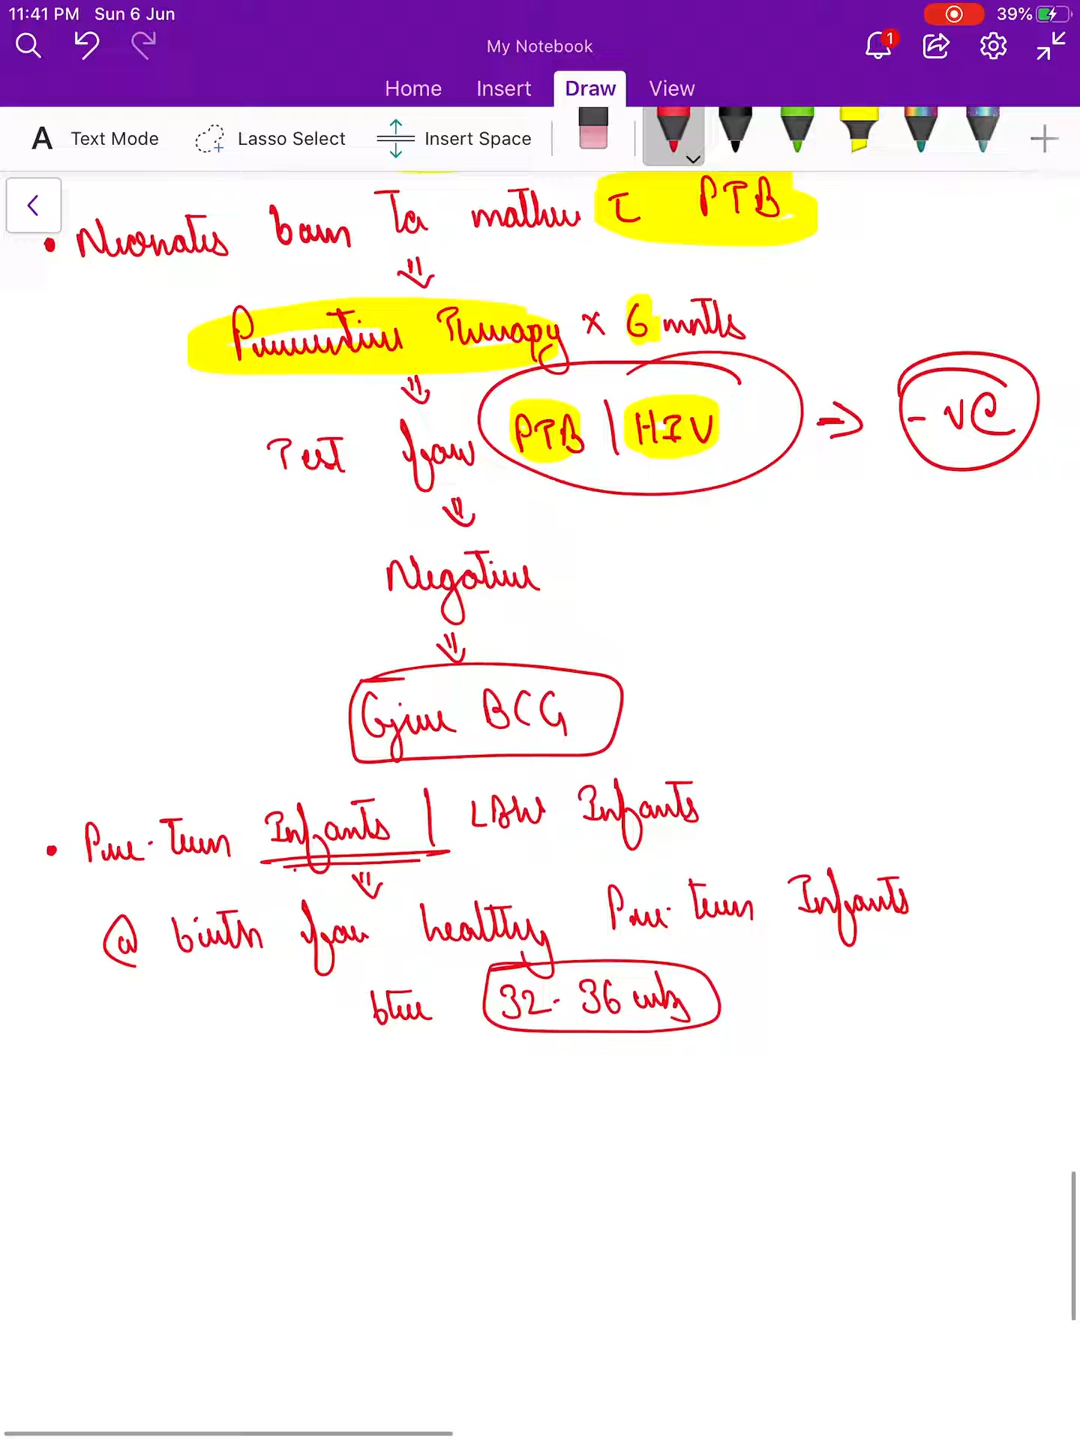 11:41 PM Sun 6 Jun 39%
My Notebook 1
Home Insert Draw View
A Text Mode Lasso Select Insert Space
• Neonates born To mother c̄ PTB
⇓
Preventive Therapy × 6 mnths
⇓
Test for PTB | HIV ⇒ -ve
⇓
Negative
⇓
Give BCG
• Pre-Term Infants | LBW Infants
⇓
@ birth for healthy Pre-term Infants
btw 32-36 wks